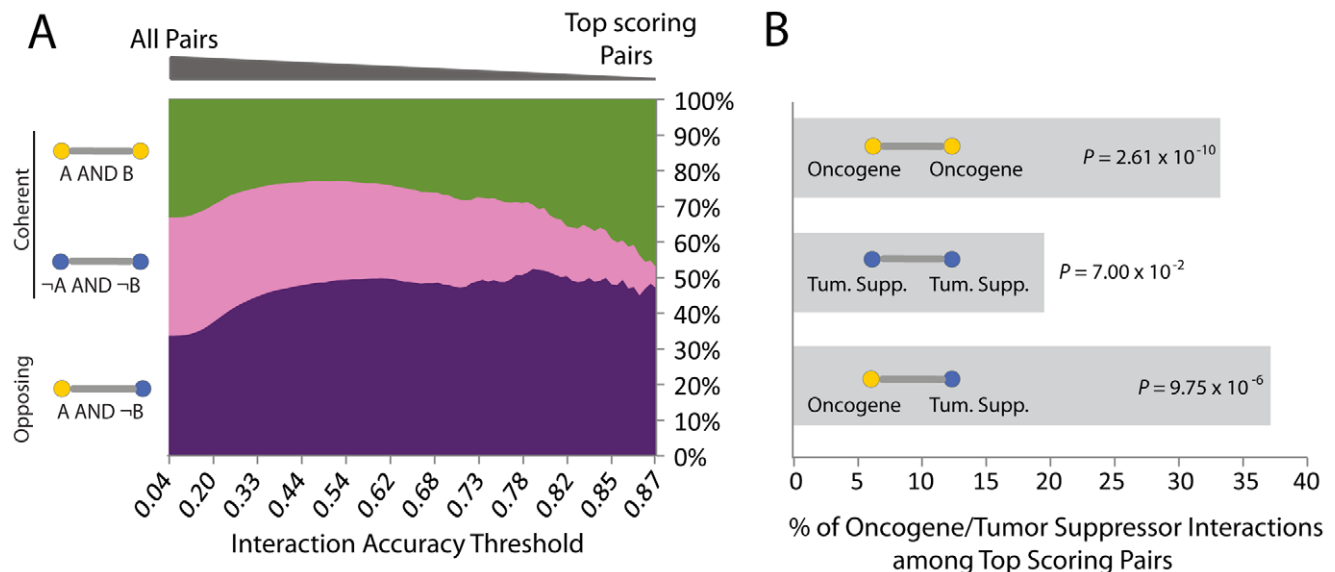 A
All Pairs
Top scoring
Pairs
Coherent
A AND B
¬A AND ¬B
Opposing
A AND ¬B
100%
90%
80%
70%
60%
50%
40%
30%
20%
10%
0%
0.04 0.20 0.33 0.44 0.54 0.62 0.68 0.73 0.78 0.82 0.85 0.87
Interaction Accuracy Threshold
B
Oncogene Oncogene
P = 2.61 x 10⁻¹⁰
Tum. Supp. Tum. Supp.
P = 7.00 x 10⁻²
Oncogene Tum. Supp.
P = 9.75 x 10⁻⁶
0 5 10 15 20 25 30 35 40
% of Oncogene/Tumor Suppressor Interactions
among Top Scoring Pairs